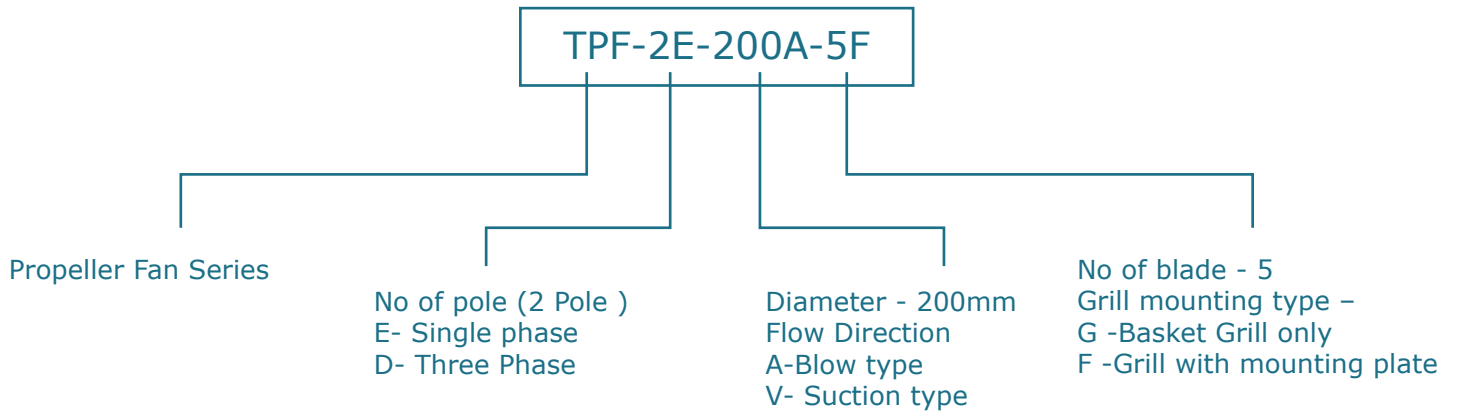 TPF-2E-200A-5F
Propeller Fan Series
No of pole (2 Pole )
E- Single phase
D- Three Phase
Diameter - 200mm
Flow Direction
A-Blow type
V- Suction type
No of blade - 5
Grill mounting type –
G -Basket Grill only
F -Grill with mounting plate